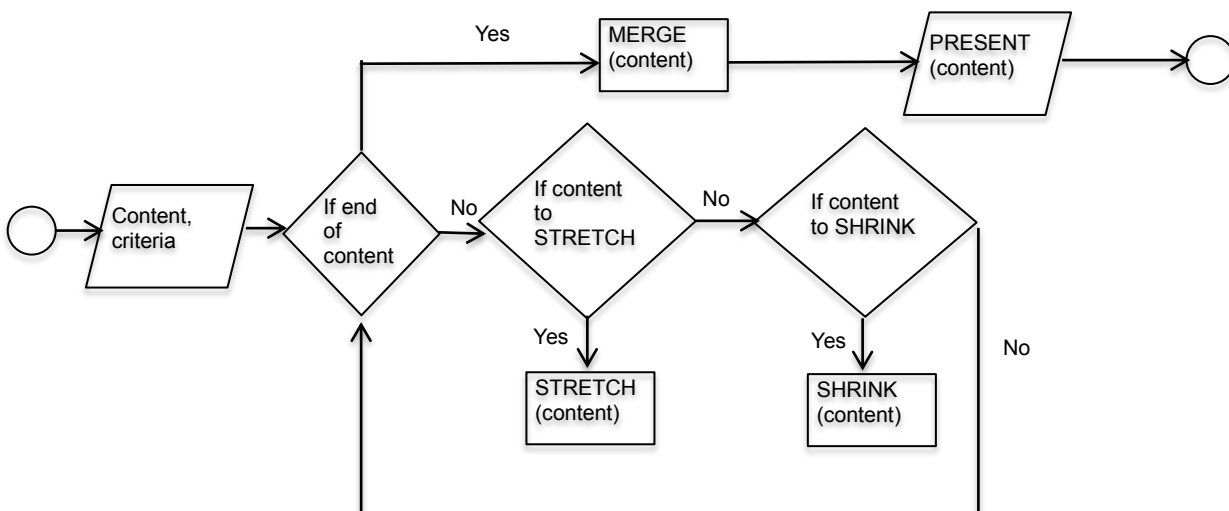 Yes
MERGE
(content)
PRESENT
(content)
Content,
criteria
If end
of
content
No
If content
to
STRETCH
No
If content
to SHRINK
Yes
STRETCH
(content)
Yes
SHRINK
(content)
No